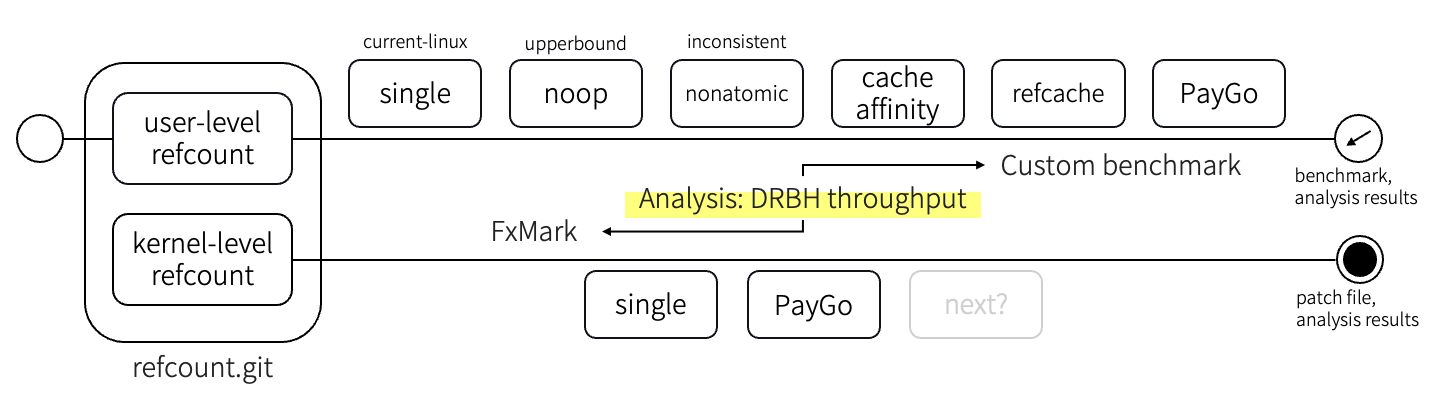 current-linux
upperbound
inconsistent
single
noop
nonatomic
cache
affinity
refcache
PayGo
user-level
refcount
Custom benchmark
benchmark,
analysis results
Analysis: DRBH throughput
FxMark
kernel-level
refcount
single
PayGo
next?
patch file,
analysis results
refcount.git